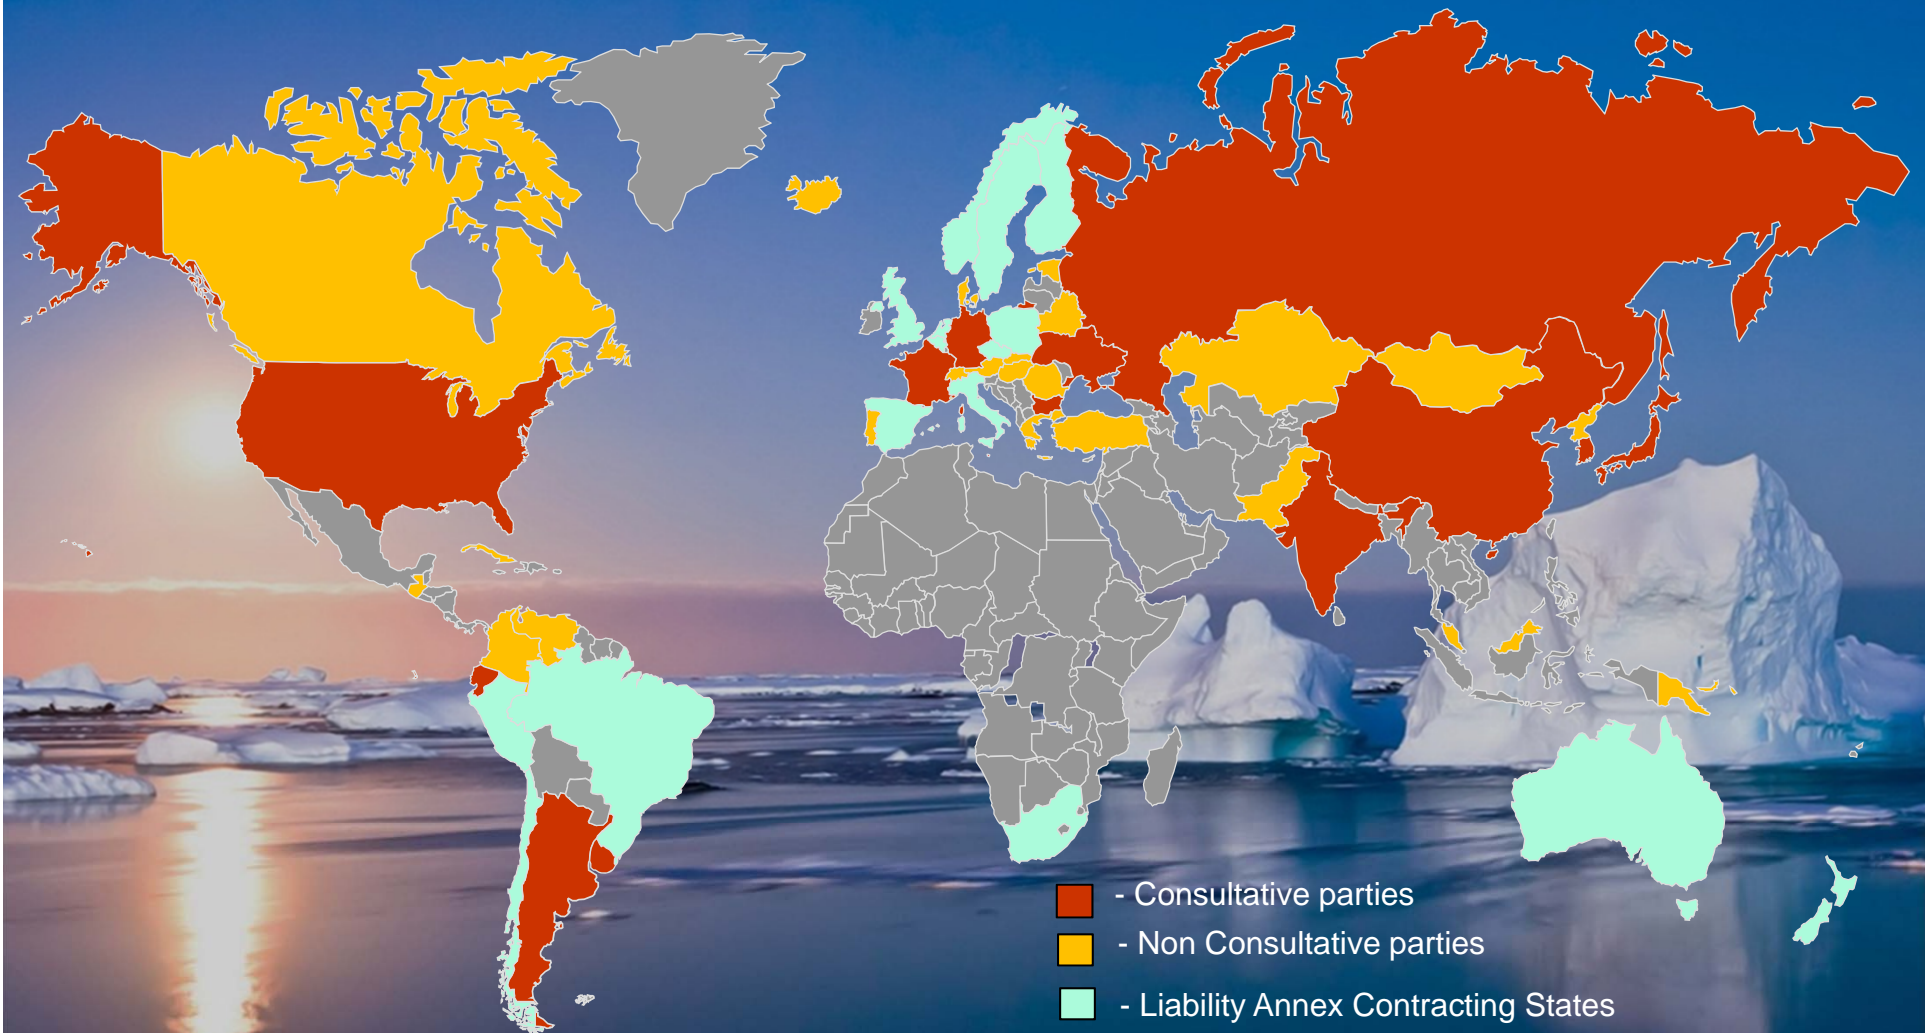 - Consultative parties
- Non Consultative parties
- Liability Annex Contracting States